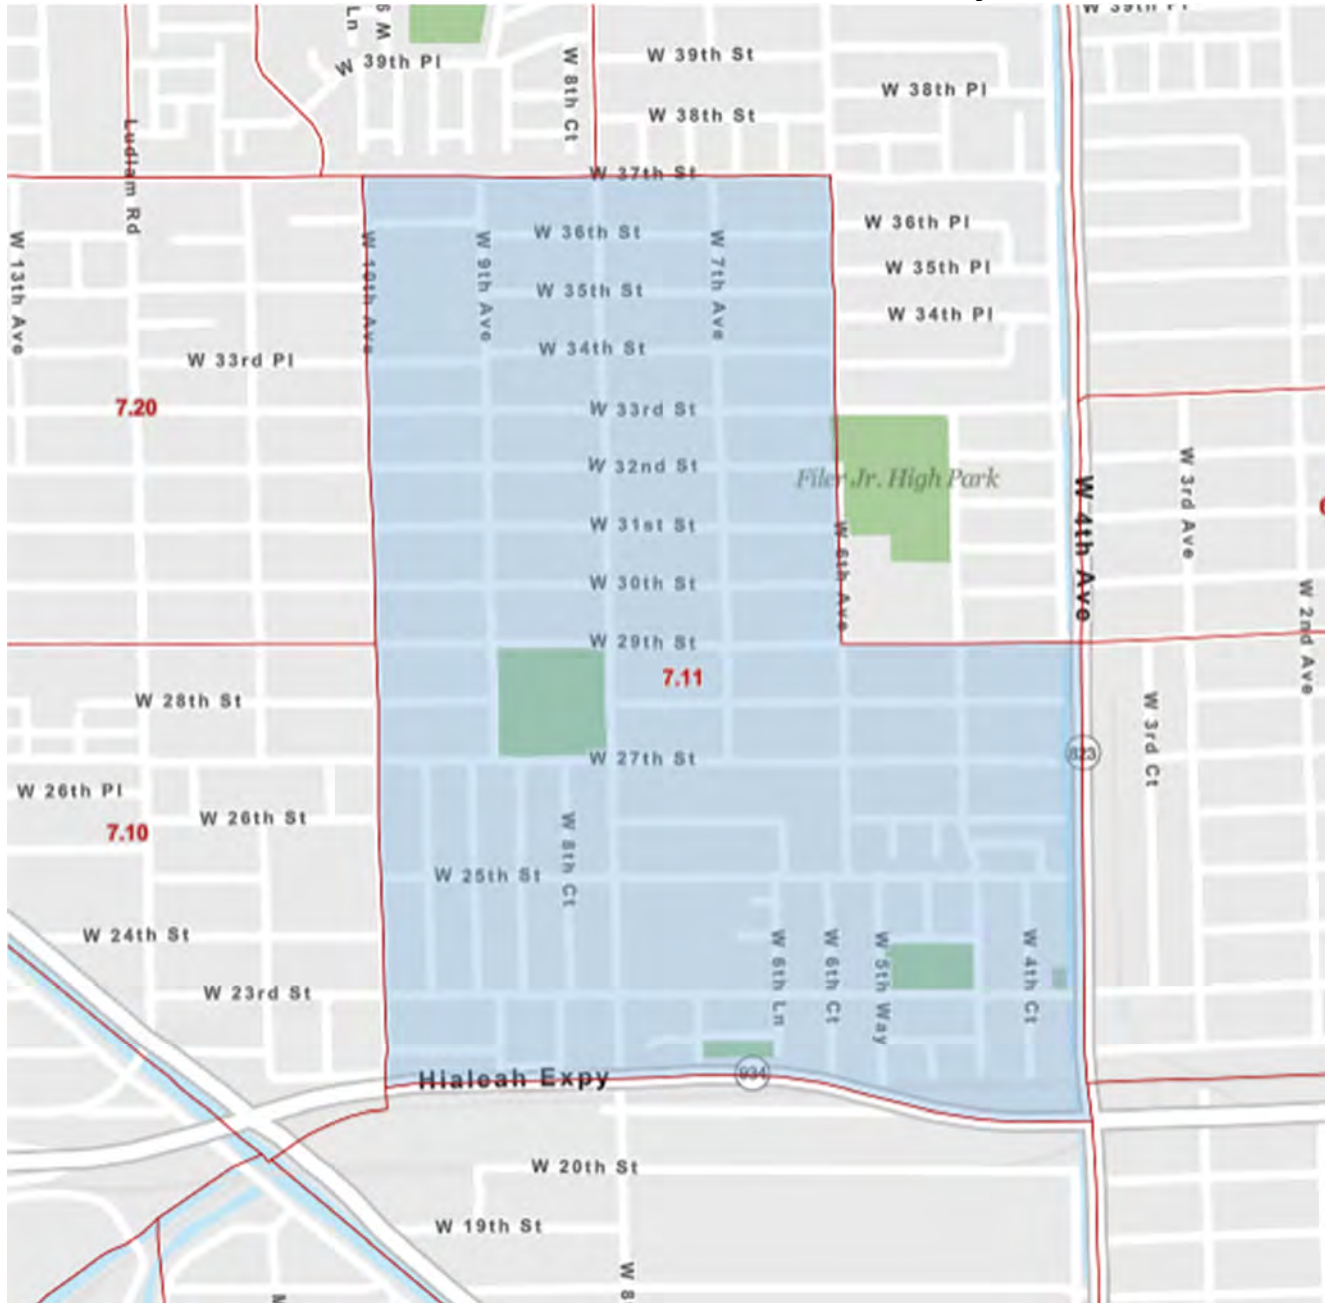 W 39th Pl
Ln
W 39th Pl
W 8th Ct
W 39th St
W 38th Pl
W 38th St
Ludlam Rd
W 37th St
W 36th Pl
W 36th St
W 13th Ave
W 10th Ave
W 9th Ave
W 7th Ave
W 35th Pl
W 35th St
W 34th Pl
W 34th St
W 33rd Pl
7.20
W 33rd St
W 32nd St
Filer Jr. High Park
W 31st St
W 6th Ave
W 4th Ave
W 3rd Ave
W 30th St
W 2nd Ave
W 29th St
7.11
W 28th St
W 3rd Ct
823
W 27th St
W 26th Pl
W 26th St
7.10
W 8th Ct
W 25th St
W 24th St
W 6th Ln
W 6th Ct
W 5th Way
W 4th Ct
W 23rd St
Hialeah Expy
934
W 20th St
W 19th St
W 8